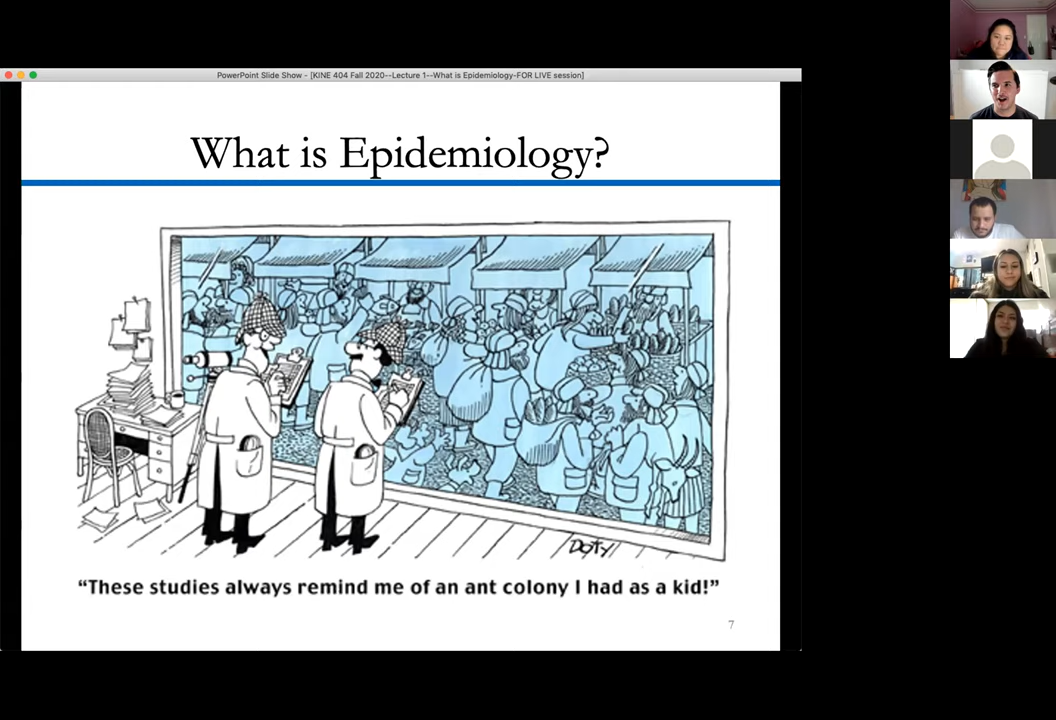 PowerPoint Slide Show - [KINE 404 Fall 2020--Lecture 1--What is Epidemiology-FOR LIVE session]
What is Epidemiology?
Doty
“These studies always remind me of an ant colony I had as a kid!”
7